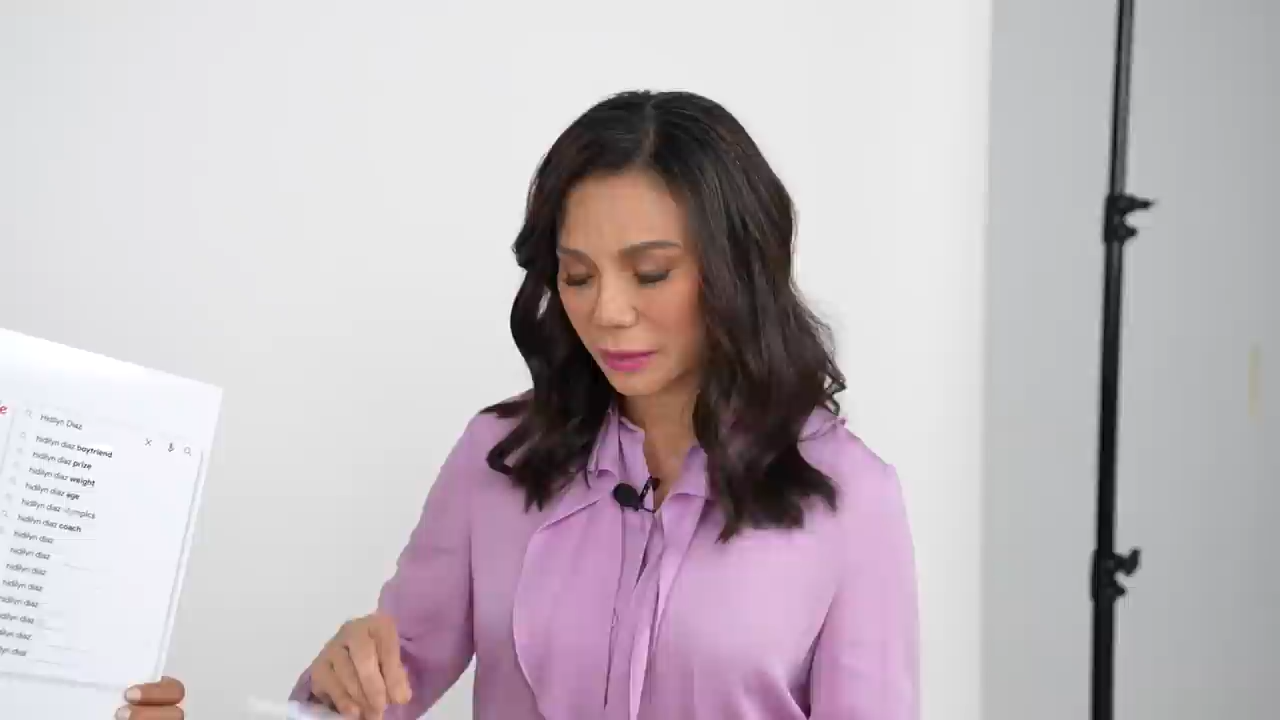 e Hidilyn Diaz
hidilyn diaz boyfriend
hidilyn diaz prize
hidilyn diaz weight
hidilyn diaz age
hidilyn diaz olympics
hidilyn diaz coach
hidilyn diaz
hidilyn diaz
hidilyn diaz
hidilyn diaz
hidilyn diaz
hidilyn diaz
hidilyn diaz
hidilyn diaz